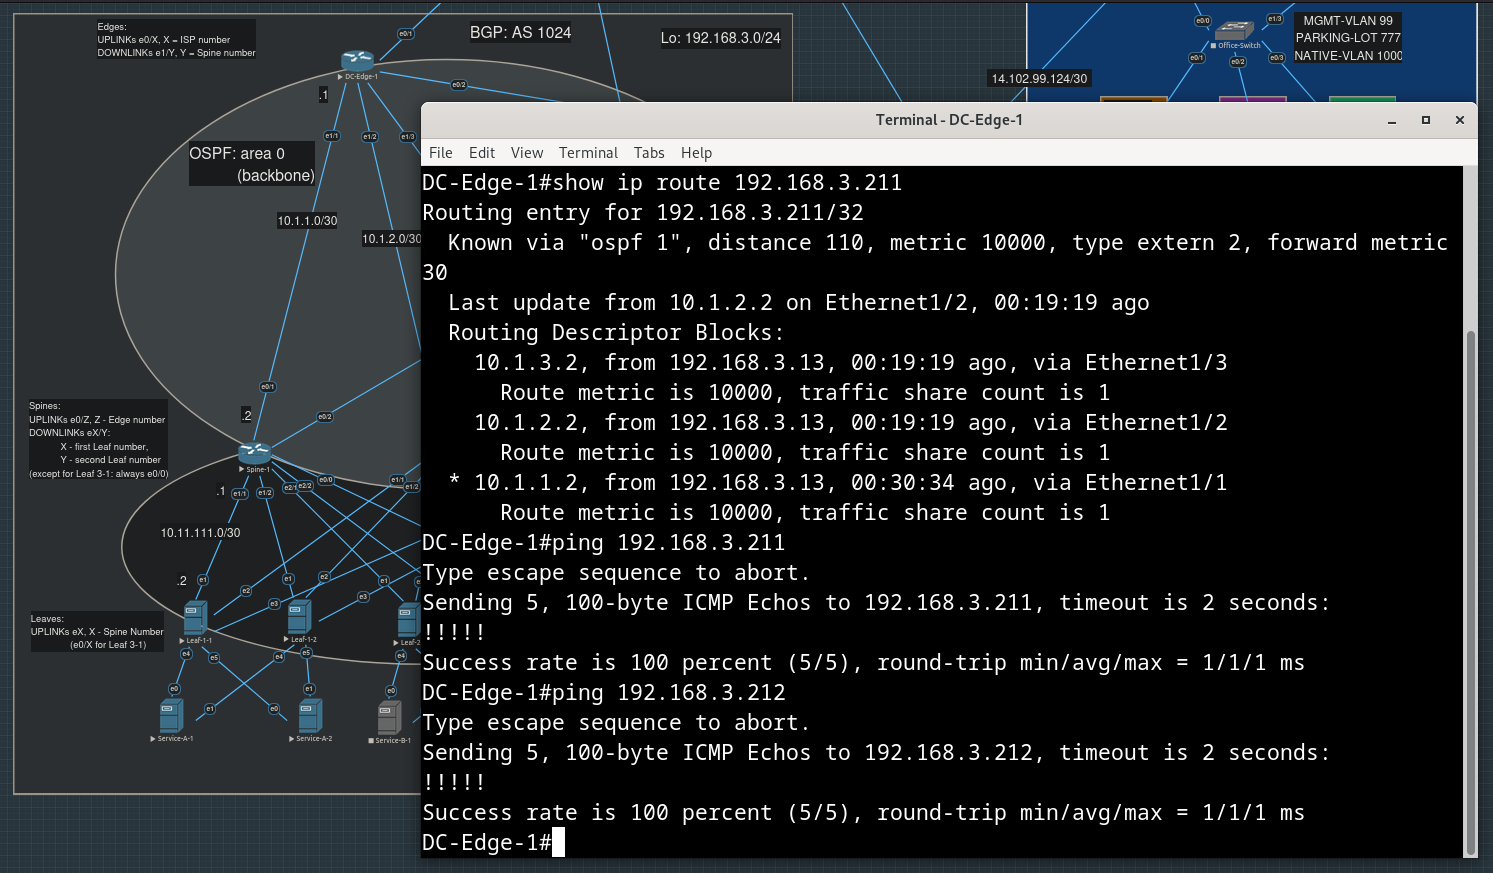 Edges:
UPLINKs e0/X, X = ISP number
DOWNLINKs e1/Y, Y = Spine number
BGP: AS 1024
Lo: 192.168.3.0/24
e0/1
DC-Edge-1
e0/2
.1
e1/1
e1/2
e1/3
OSPF: area 0
(backbone)
10.1.1.0/30
10.1.2.0/30
e0/0
e1/3
Office-Switch
e0/1
e0/2
e0/3
MGMT-VLAN 99
PARKING-LOT 777
NATIVE-VLAN 1000
14.102.99.124/30
Terminal - DC-Edge-1
File Edit View Terminal Tabs Help
DC-Edge-1#show ip route 192.168.3.211
Routing entry for 192.168.3.211/32
Known via "ospf 1", distance 110, metric 10000, type extern 2, forward metric
30
Last update from 10.1.2.2 on Ethernet1/2, 00:19:19 ago
Routing Descriptor Blocks:
10.1.3.2, from 192.168.3.13, 00:19:19 ago, via Ethernet1/3
Route metric is 10000, traffic share count is 1
10.1.2.2, from 192.168.3.13, 00:19:19 ago, via Ethernet1/2
Route metric is 10000, traffic share count is 1
* 10.1.1.2, from 192.168.3.13, 00:30:34 ago, via Ethernet1/1
Route metric is 10000, traffic share count is 1
DC-Edge-1#ping 192.168.3.211
Type escape sequence to abort.
Sending 5, 100-byte ICMP Echos to 192.168.3.211, timeout is 2 seconds:
!!!!!
Success rate is 100 percent (5/5), round-trip min/avg/max = 1/1/1 ms
DC-Edge-1#ping 192.168.3.212
Type escape sequence to abort.
Sending 5, 100-byte ICMP Echos to 192.168.3.212, timeout is 2 seconds:
!!!!!
Success rate is 100 percent (5/5), round-trip min/avg/max = 1/1/1 ms
DC-Edge-1#
e0/1
.2
e0/2
Spines:
UPLINKs e0/Z, Z - Edge number
DOWNLINKs eX/Y:
X - first Leaf number,
Y - second Leaf number
(except for Leaf 3-1: always e0/0)
Spine-1
.1
e1/1
e1/2
e2/1
e2/2
e0/0
e1/1
e1/2
10.11.111.0/30
.2
e1
e2
e1
e2
e3
e3
e1
Leaves:
UPLINKs eX, X - Spine Number
(e0/X for Leaf 3-1)
Leaf-1-1
Leaf-1-2
Leaf-2
e4
e5
e4
e5
e4
e0
e1
e0
e1
e0
Service-A-1
Service-A-2
Service-B-1